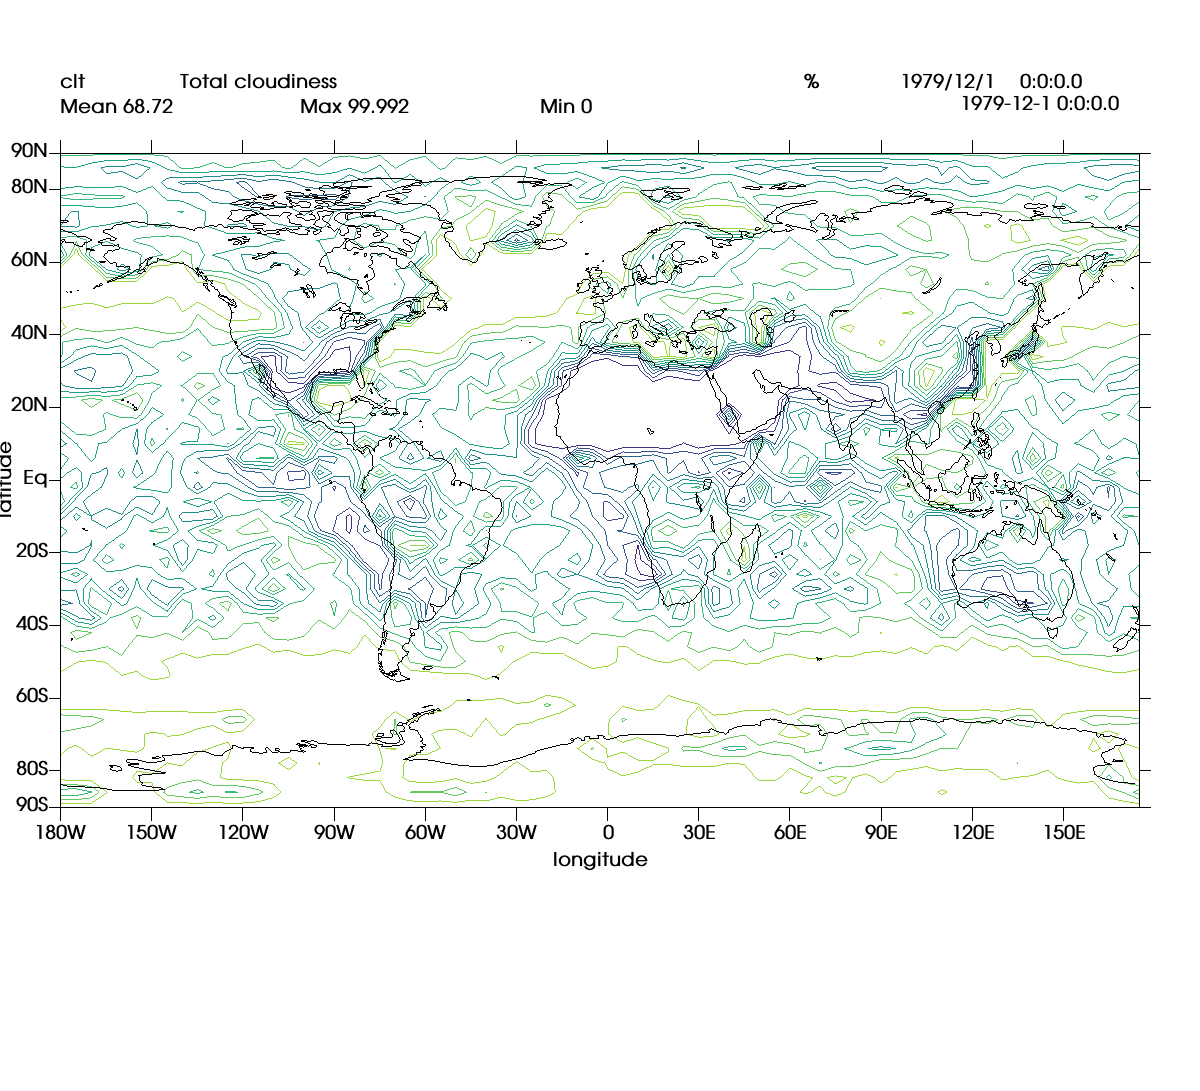 clt Total cloudiness % 1979/12/1 0:0:0.0
Mean 68.72 Max 99.992 Min 0 1979-12-1 0:0:0.0
90N
80N
60N
40N
20N
Eq
20S
40S
60S
80S
90S
latitude
180W 150W 120W 90W 60W 30W 0 30E 60E 90E 120E 150E
longitude